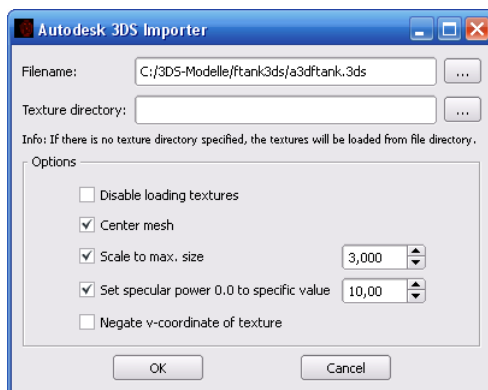 Autodesk 3DS Importer
Filename: C:/3DS-Modelle/ftank3ds/a3dftank.3ds ...
Texture directory: ...
Info: If there is no texture directory specified, the textures will be loaded from file directory.
Options
Disable loading textures
Center mesh
Scale to max. size 3,000
Set specular power 0.0 to specific value 10,00
Negate v-coordinate of texture
OK Cancel